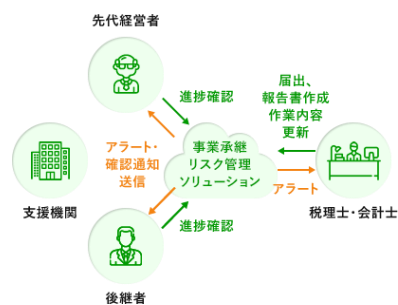 先代経営者
進捗確認
届出、
報告書作成
作業内容
更新
アラート・
確認通知
送信
事業承継
リスク管理
ソリューション
アラート
支援機関
税理士・会計士
進捗確認
後継者